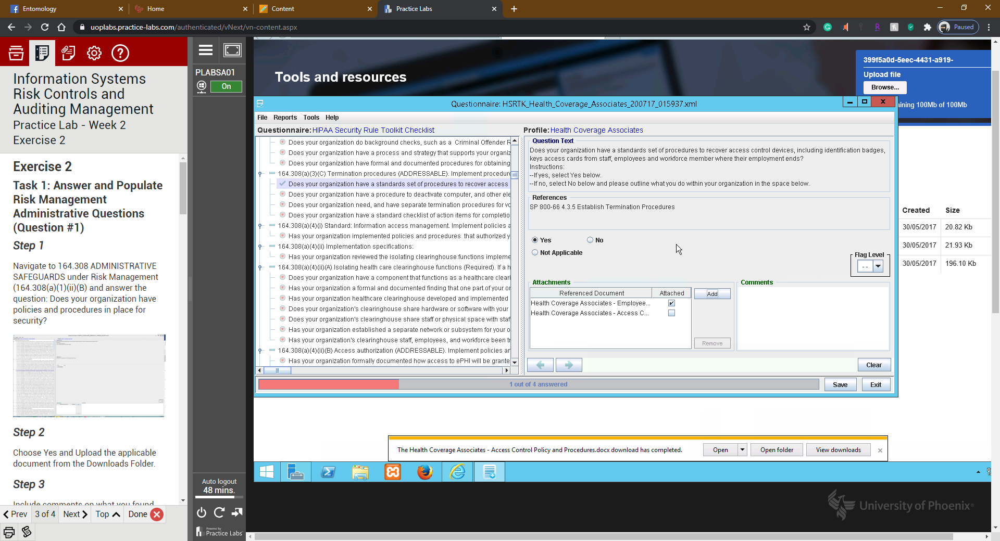 Entomology
Home
Content
Practice Labs
uoplabs.practice-labs.com/authenticated/vNext/vn-content.aspx
Paused
Information Systems
Risk Controls and
Auditing Management
Practice Lab - Week 2
Exercise 2
Exercise 2
Task 1: Answer and Populate
Risk Management
Administrative Questions
(Question #1)
Step 1
Navigate to 164.308 ADMINISTRATIVE
SAFEGUARDS under Risk Management
(164.308(a)(1)(ii)(B) and answer the
question: Does your organization have
policies and procedures in place for
security?
Step 2
Choose Yes and Upload the applicable
document from the Downloads Folder.
Step 3
Include comments on what you found
Prev
3 of 4
Next
Top
Done
PLABSA01
On
Auto logout
48 mins.
Powered by
Practice Labs
Tools and resources
399f5a0d-5eec-4431-a919-
Upload file
Browse...
aining 100Mb of 100Mb
Created Size
30/05/2017 20.82 Kb
30/05/2017 21.93 Kb
30/05/2017 196.10 Kb
Questionnaire: HSRTK_Health_Coverage_Associates_200717_015937.xml
File Reports Tools Help
Questionnaire: HIPAA Security Rule Toolkit Checklist
Does your organization do background checks, such as a Criminal Offender R
Does your organization have a process and strategy that supports your organiz
Does your organization have formal and documented procedures for obtaining
164.308(a)(3)(C) Termination procedures (ADDRESSABLE). Implement procedure
Does your organization have a standards set of procedures to recover access
Does your organization have a procedure to deactivate computer, and other ele
Does your organization need, and have separate termination procedures for vo
Does your organization have a standard checklist of action items for completio
164.308(a)(4)(i) Standard: Information access management. Implement policies a
Has your organization implemented policies and procedures that authorized y
164.308(a)(4)(ii) Implementation specifications:
Has your organization reviewed the isolating clearinghouse functions impleme
164.308(a)(4)(ii)(A) Isolating health care clearinghouse functions (Required). If a h
Does your organization have a component that functions as a healthcare cleari
Has your organization a formal and documented finding that one part of your or
Has your organization healthcare clearinghouse developed and implemented
Does your organization's clearinghouse share hardware or software with your
Does your organization's clearinghouse share staff or physical space with staf
Has your organization established a separate network or subsystem for your o
Has your organization's clearinghouse staff, employees, and workforce been tr
164.308(a)(4)(ii)(B) Access authorization (ADDRESSABLE). Implement policies an
Has your organization formally documented how access to ePHI will be grante
Profile: Health Coverage Associates
Question Text
Does your organization have a standards set of procedures to recover access control devices, including identification badges,
keys access cards from staff, employees and workforce member where their employment ends?
Instructions:
--If yes, select Yes below.
--If no, select No below and please outline what you do within your organization in the space below.
References
SP 800-66 4.3.5 Establish Termination Procedures
Yes
No
Not Applicable
Flag Level
--
Attachments
Referenced Document Attached
Health Coverage Associates - Employee...
Health Coverage Associates - Access C...
Add
Remove
Comments
Clear
1 out of 4 answered
Save
Exit
The Health Coverage Associates - Access Control Policy and Procedures.docx download has completed.
Open
Open folder
View downloads
University of Phoenix